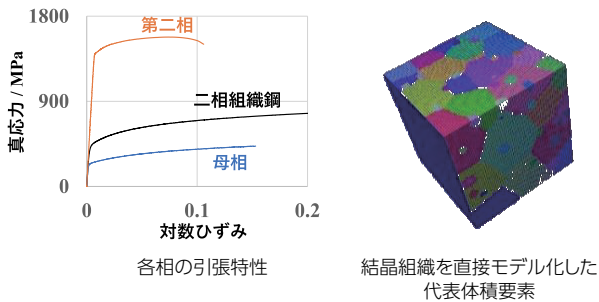 1800
900
0
真応力 / MPa
第二相
二相組織鋼
母相
0
0.1
0.2
対数ひずみ
各相の引張特性
結晶組織を直接モデル化した
代表体積要素